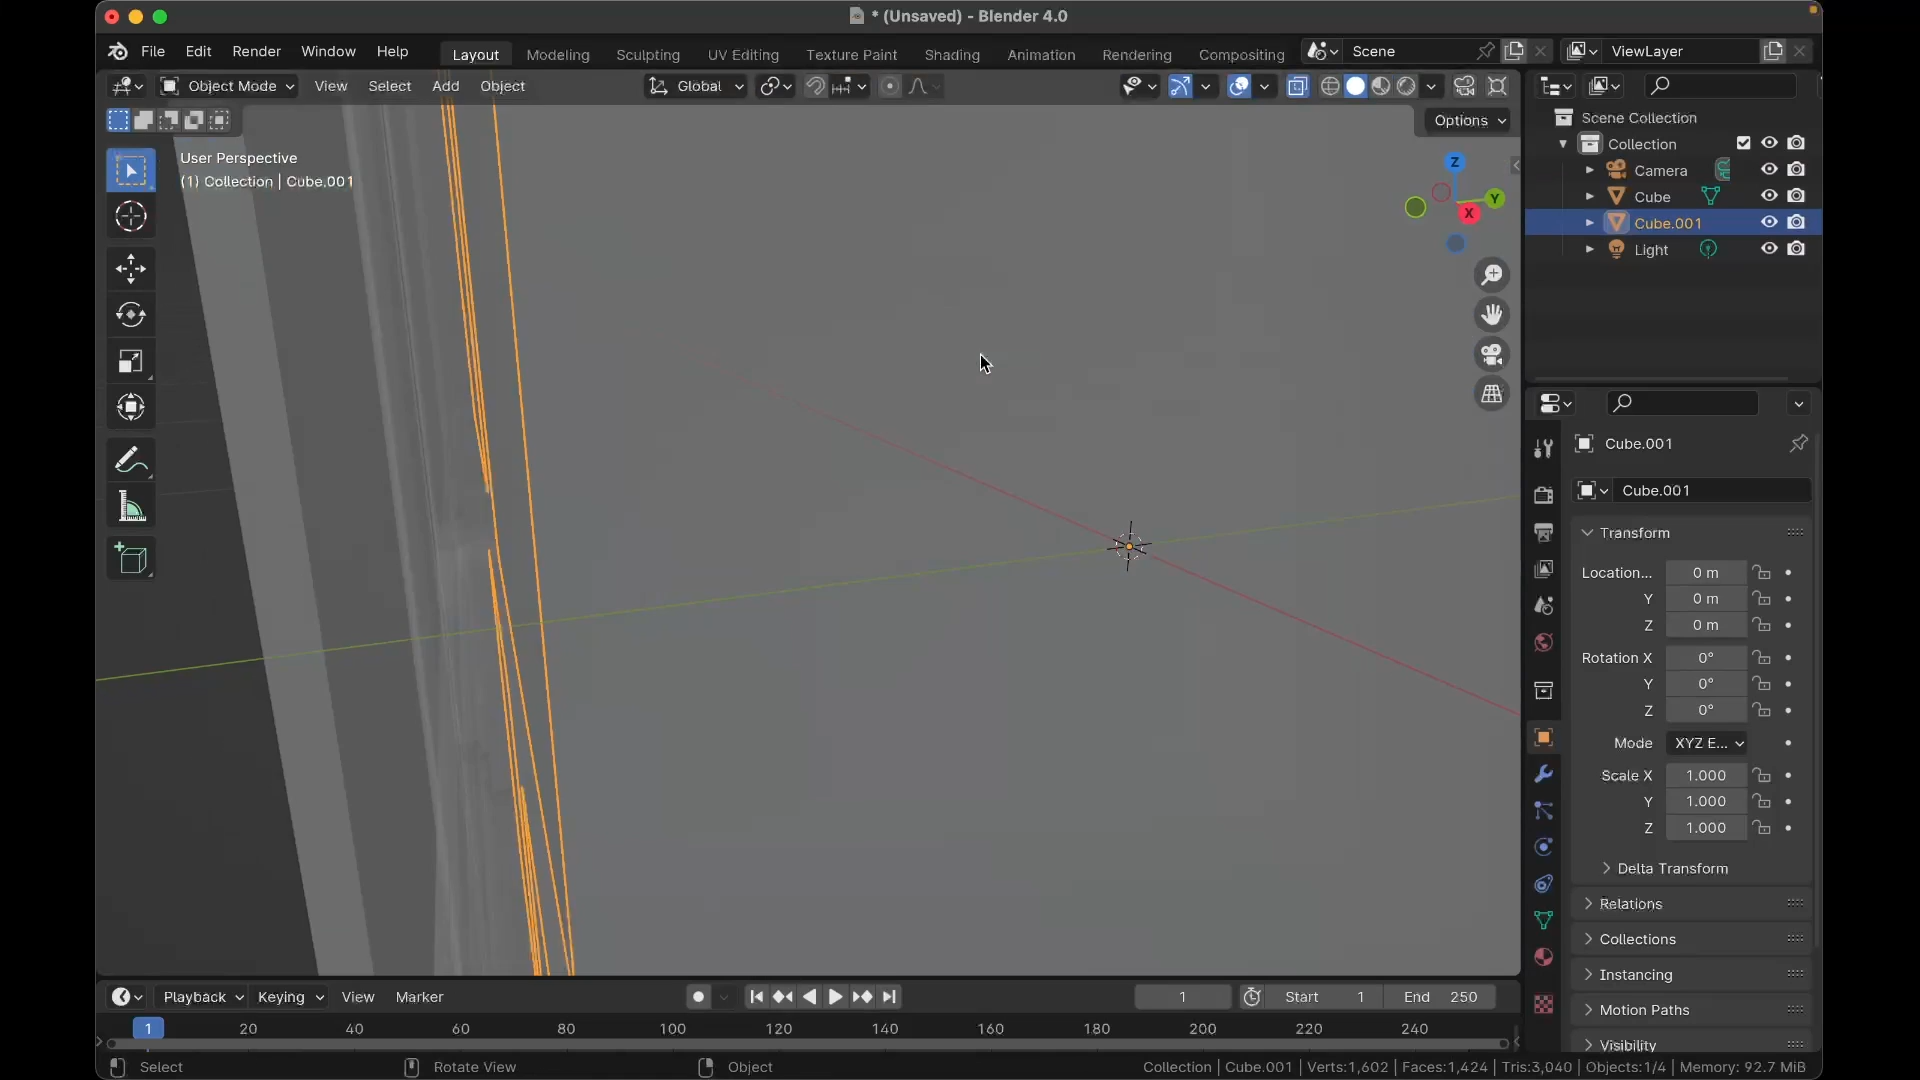 * (Unsaved) - Blender 4.0
File Edit Render Window Help Layout Modeling Sculpting UV Editing Texture Paint Shading Animation Rendering Compositing Scene ViewLayer
Object Mode View Select Add Object Global
Options
User Perspective
(1) Collection | Cube.001
Z
Y
X
Scene Collection
Collection
Camera
Cube
Cube.001
Light
Cube.001
Cube.001
Transform
Location... 0 m
Y 0 m
Z 0 m
Rotation X 0°
Y 0°
Z 0°
Mode XYZ E...
Scale X 1.000
Y 1.000
Z 1.000
Delta Transform
Relations
Collections
Instancing
Motion Paths
Visibility
Playback Keying View Marker 1 Start 1 End 250
1 20 40 60 80 100 120 140 160 180 200 220 240
Select Rotate View Object Collection | Cube.001 | Verts:1,602 | Faces:1,424 | Tris:3,040 | Objects:1/4 | Memory: 92.7 MiB